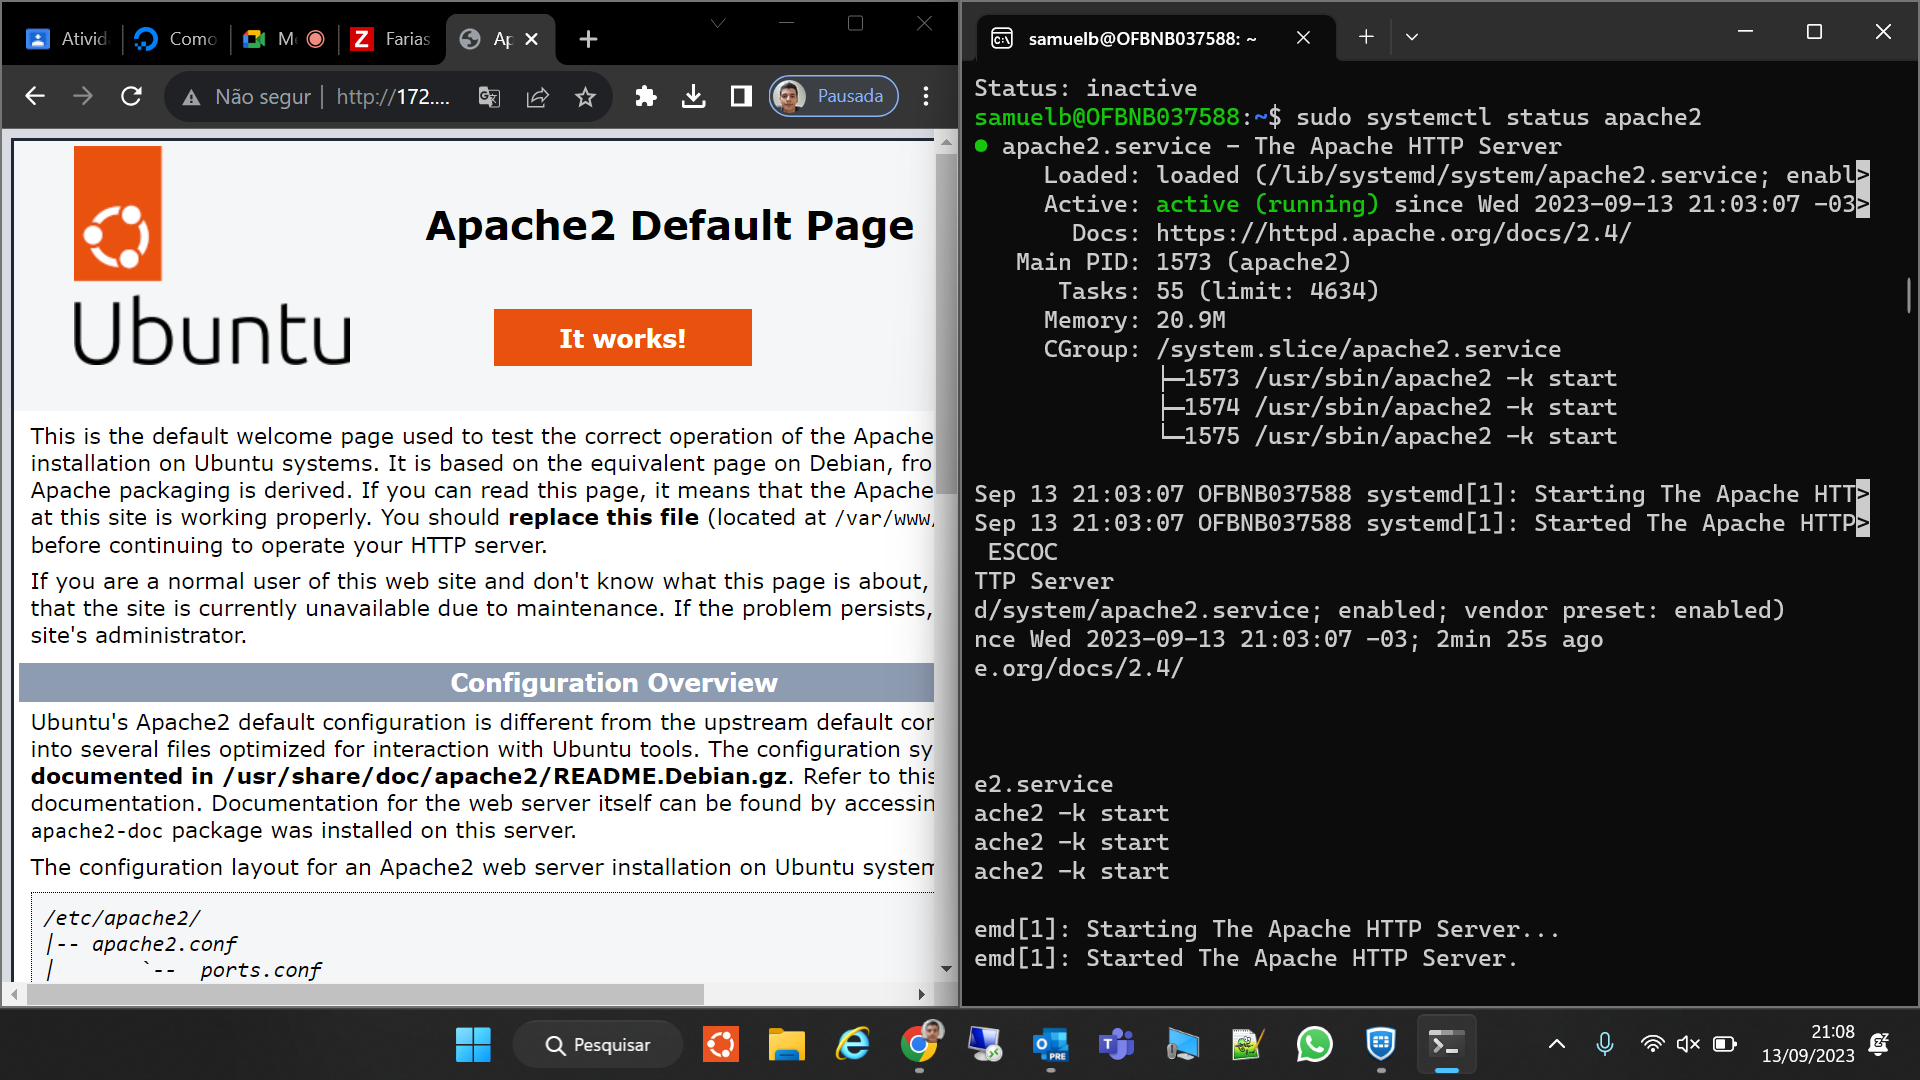 Ativid
Como
Me
Farias
Ap
Não segur
http://172....
Pausada
Ubuntu
Apache2 Default Page
It works!
This is the default welcome page used to test the correct operation of the Apache
installation on Ubuntu systems. It is based on the equivalent page on Debian, fro
Apache packaging is derived. If you can read this page, it means that the Apache
at this site is working properly. You should replace this file (located at /var/www/
before continuing to operate your HTTP server.
If you are a normal user of this web site and don't know what this page is about,
that the site is currently unavailable due to maintenance. If the problem persists,
site's administrator.
Configuration Overview
Ubuntu's Apache2 default configuration is different from the upstream default con
into several files optimized for interaction with Ubuntu tools. The configuration sy
documented in /usr/share/doc/apache2/README.Debian.gz. Refer to this
documentation. Documentation for the web server itself can be found by accessin
apache2-doc package was installed on this server.
The configuration layout for an Apache2 web server installation on Ubuntu system
/etc/apache2/
|-- apache2.conf
|       `--  ports.conf
samuelb@OFBNB037588: ~
Status: inactive
samuelb@OFBNB037588:~$ sudo systemctl status apache2
● apache2.service - The Apache HTTP Server
Loaded: loaded (/lib/systemd/system/apache2.service; enabl>
Active: active (running) since Wed 2023-09-13 21:03:07 -03>
Docs: https://httpd.apache.org/docs/2.4/
Main PID: 1573 (apache2)
Tasks: 55 (limit: 4634)
Memory: 20.9M
CGroup: /system.slice/apache2.service
├─1573 /usr/sbin/apache2 -k start
├─1574 /usr/sbin/apache2 -k start
└─1575 /usr/sbin/apache2 -k start
Sep 13 21:03:07 OFBNB037588 systemd[1]: Starting The Apache HTT>
Sep 13 21:03:07 OFBNB037588 systemd[1]: Started The Apache HTTP>
ESCOC
TTP Server
d/system/apache2.service; enabled; vendor preset: enabled)
nce Wed 2023-09-13 21:03:07 -03; 2min 25s ago
e.org/docs/2.4/
e2.service
ache2 -k start
ache2 -k start
ache2 -k start
emd[1]: Starting The Apache HTTP Server...
emd[1]: Started The Apache HTTP Server.
Pesquisar
PRE
21:08
13/09/2023